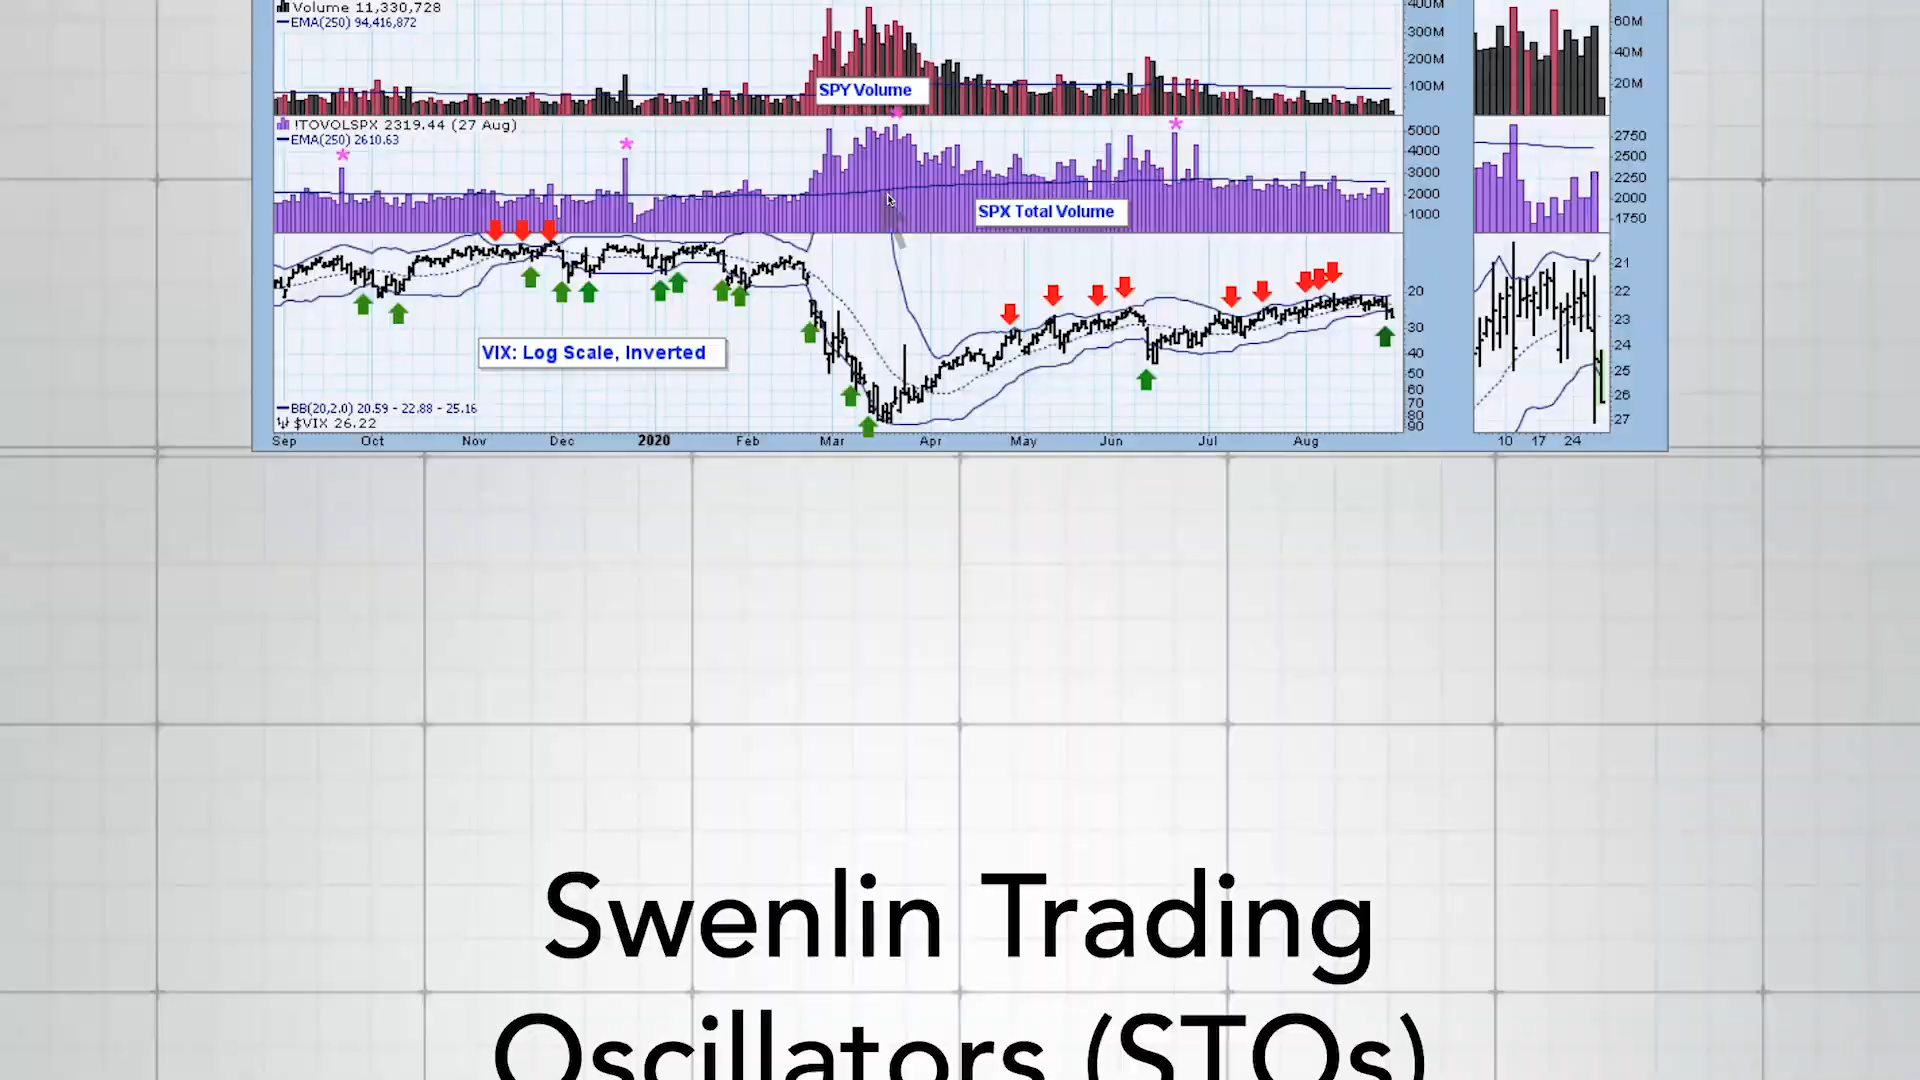 Volume 11,330,728
EMA(250) 94,416,872
400M
300M
200M
100M
60M
40M
20M
SPY Volume
!TOVOLSPX 2319.44 (27 Aug)
EMA(250) 2610.63
5000
4000
3000
2000
1000
2750
2500
2250
2000
1750
SPX Total Volume
VIX: Log Scale, Inverted
20
30
40
50
60
70
80
90
21
22
23
24
25
26
27
BB(20,2.0) 20.59 - 22.88 - 25.16
$VIX 26.22
Sep Oct Nov Dec 2020 Feb Mar Apr May Jun Jul Aug
10 17 24
Swenlin Trading
Oscillators (STOs)